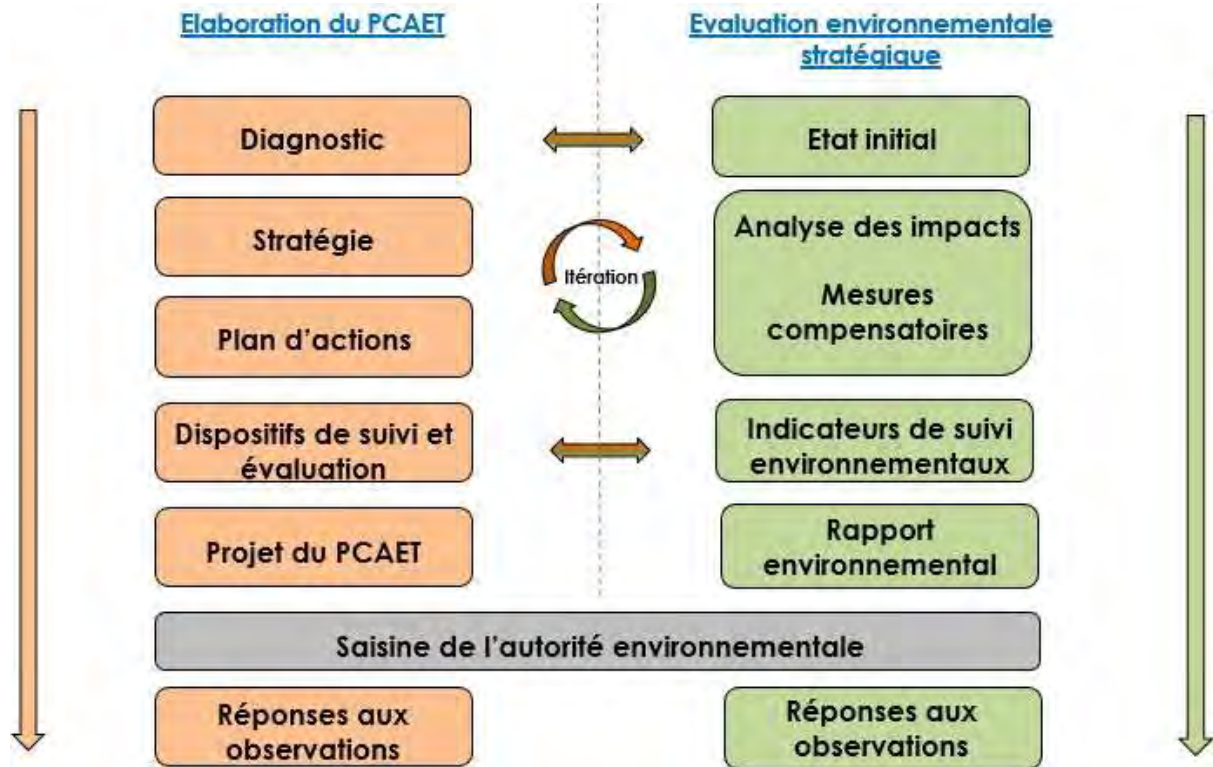 Elaboration du PCAET
Evaluation environnementale
stratégique
Diagnostic
Etat initial
Stratégie
Plan d'actions
Itération
Analyse des impacts
Mesures
compensatoires
Dispositifs de suivi et
évaluation
Indicateurs de suivi
environnementaux
Projet du PCAET
Rapport
environnemental
Saisine de l'autorité environnementale
Réponses aux
observations
Réponses aux
observations